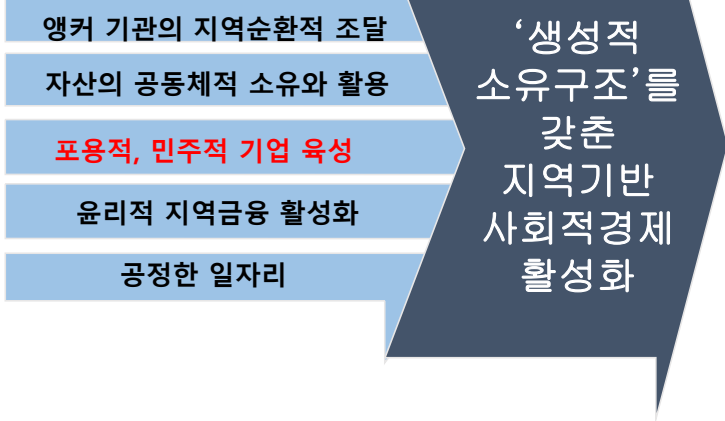 앵커 기관의 지역순환적 조달
자산의 공동체적 소유와 활용
포용적, 민주적 기업 육성
윤리적 지역금융 활성화
공정한 일자리
‘생성적
소유구조’를
갖춘
지역기반
사회적경제
활성화